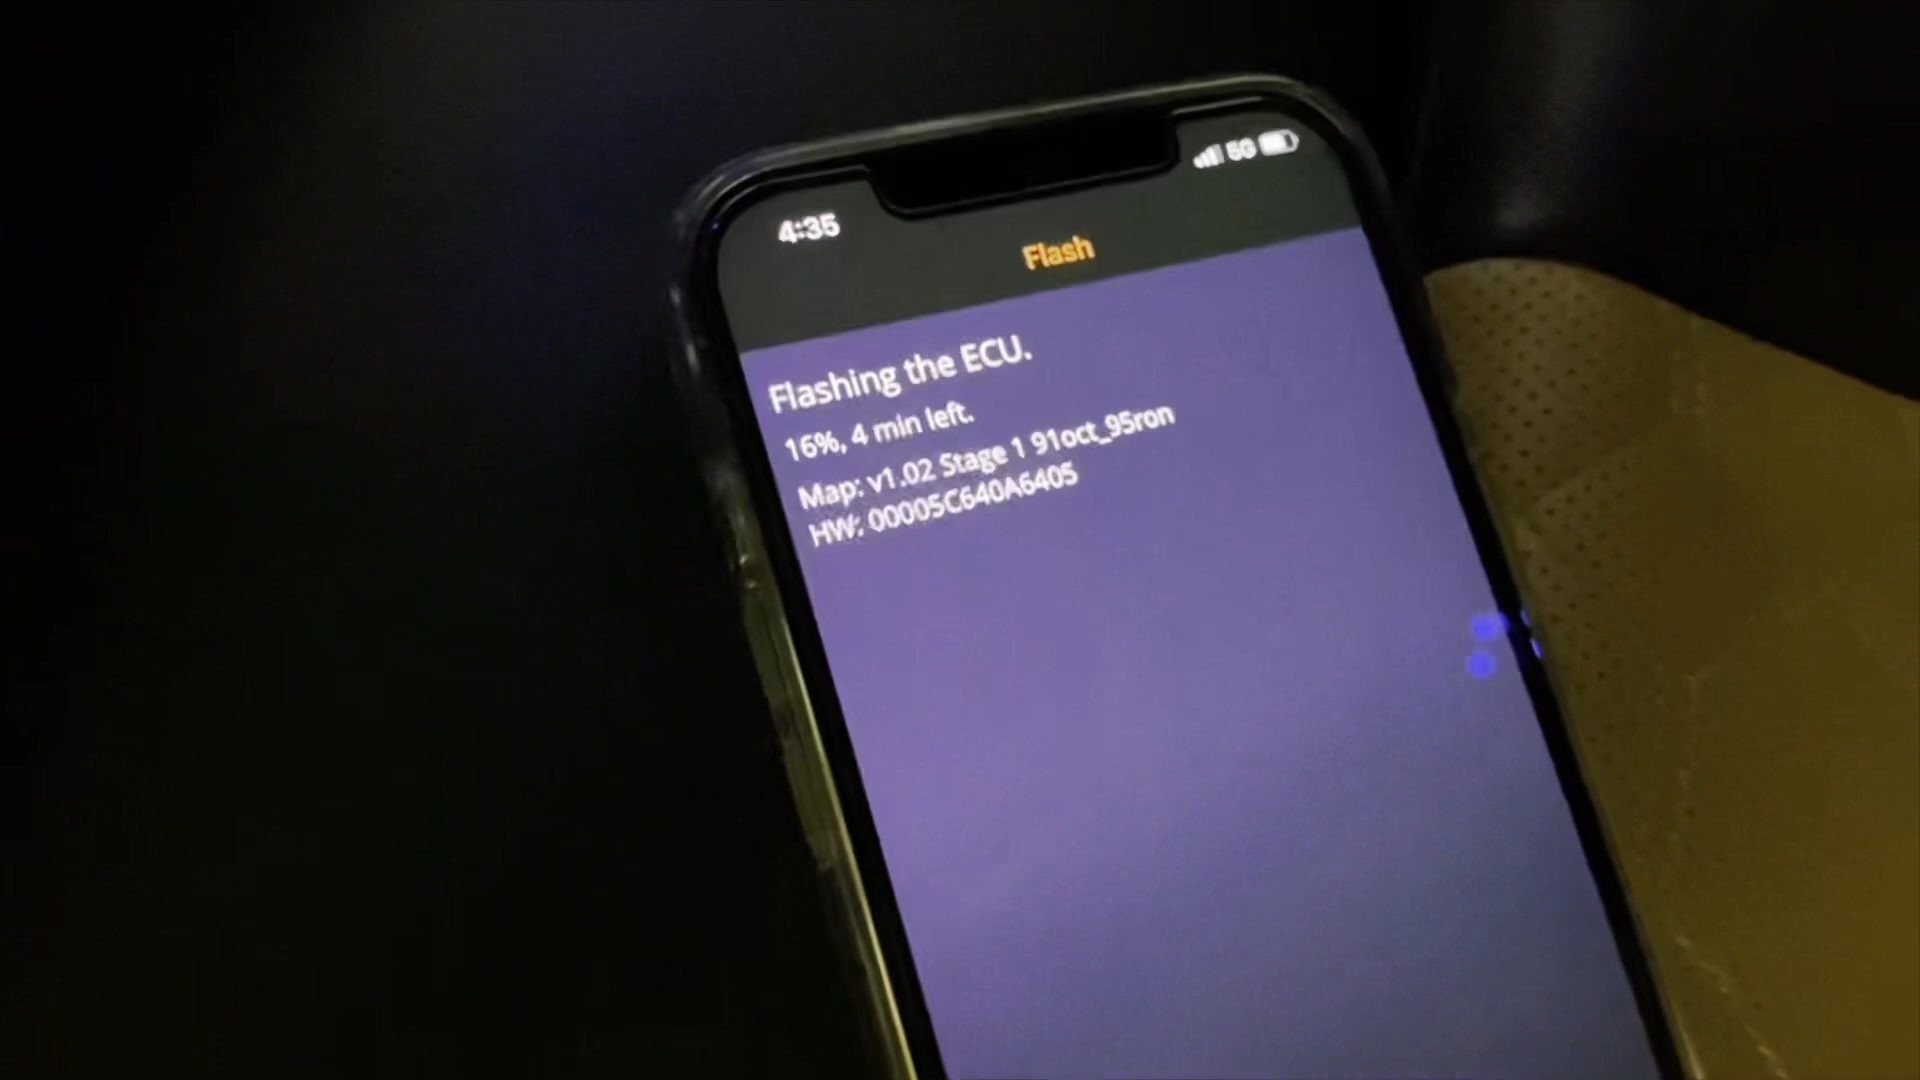 4:35
5G
Flash
Flashing the ECU.
16%, 4 min left.
Map: v1.02 Stage 1 91oct_95ron
HW: 00005C640A6405